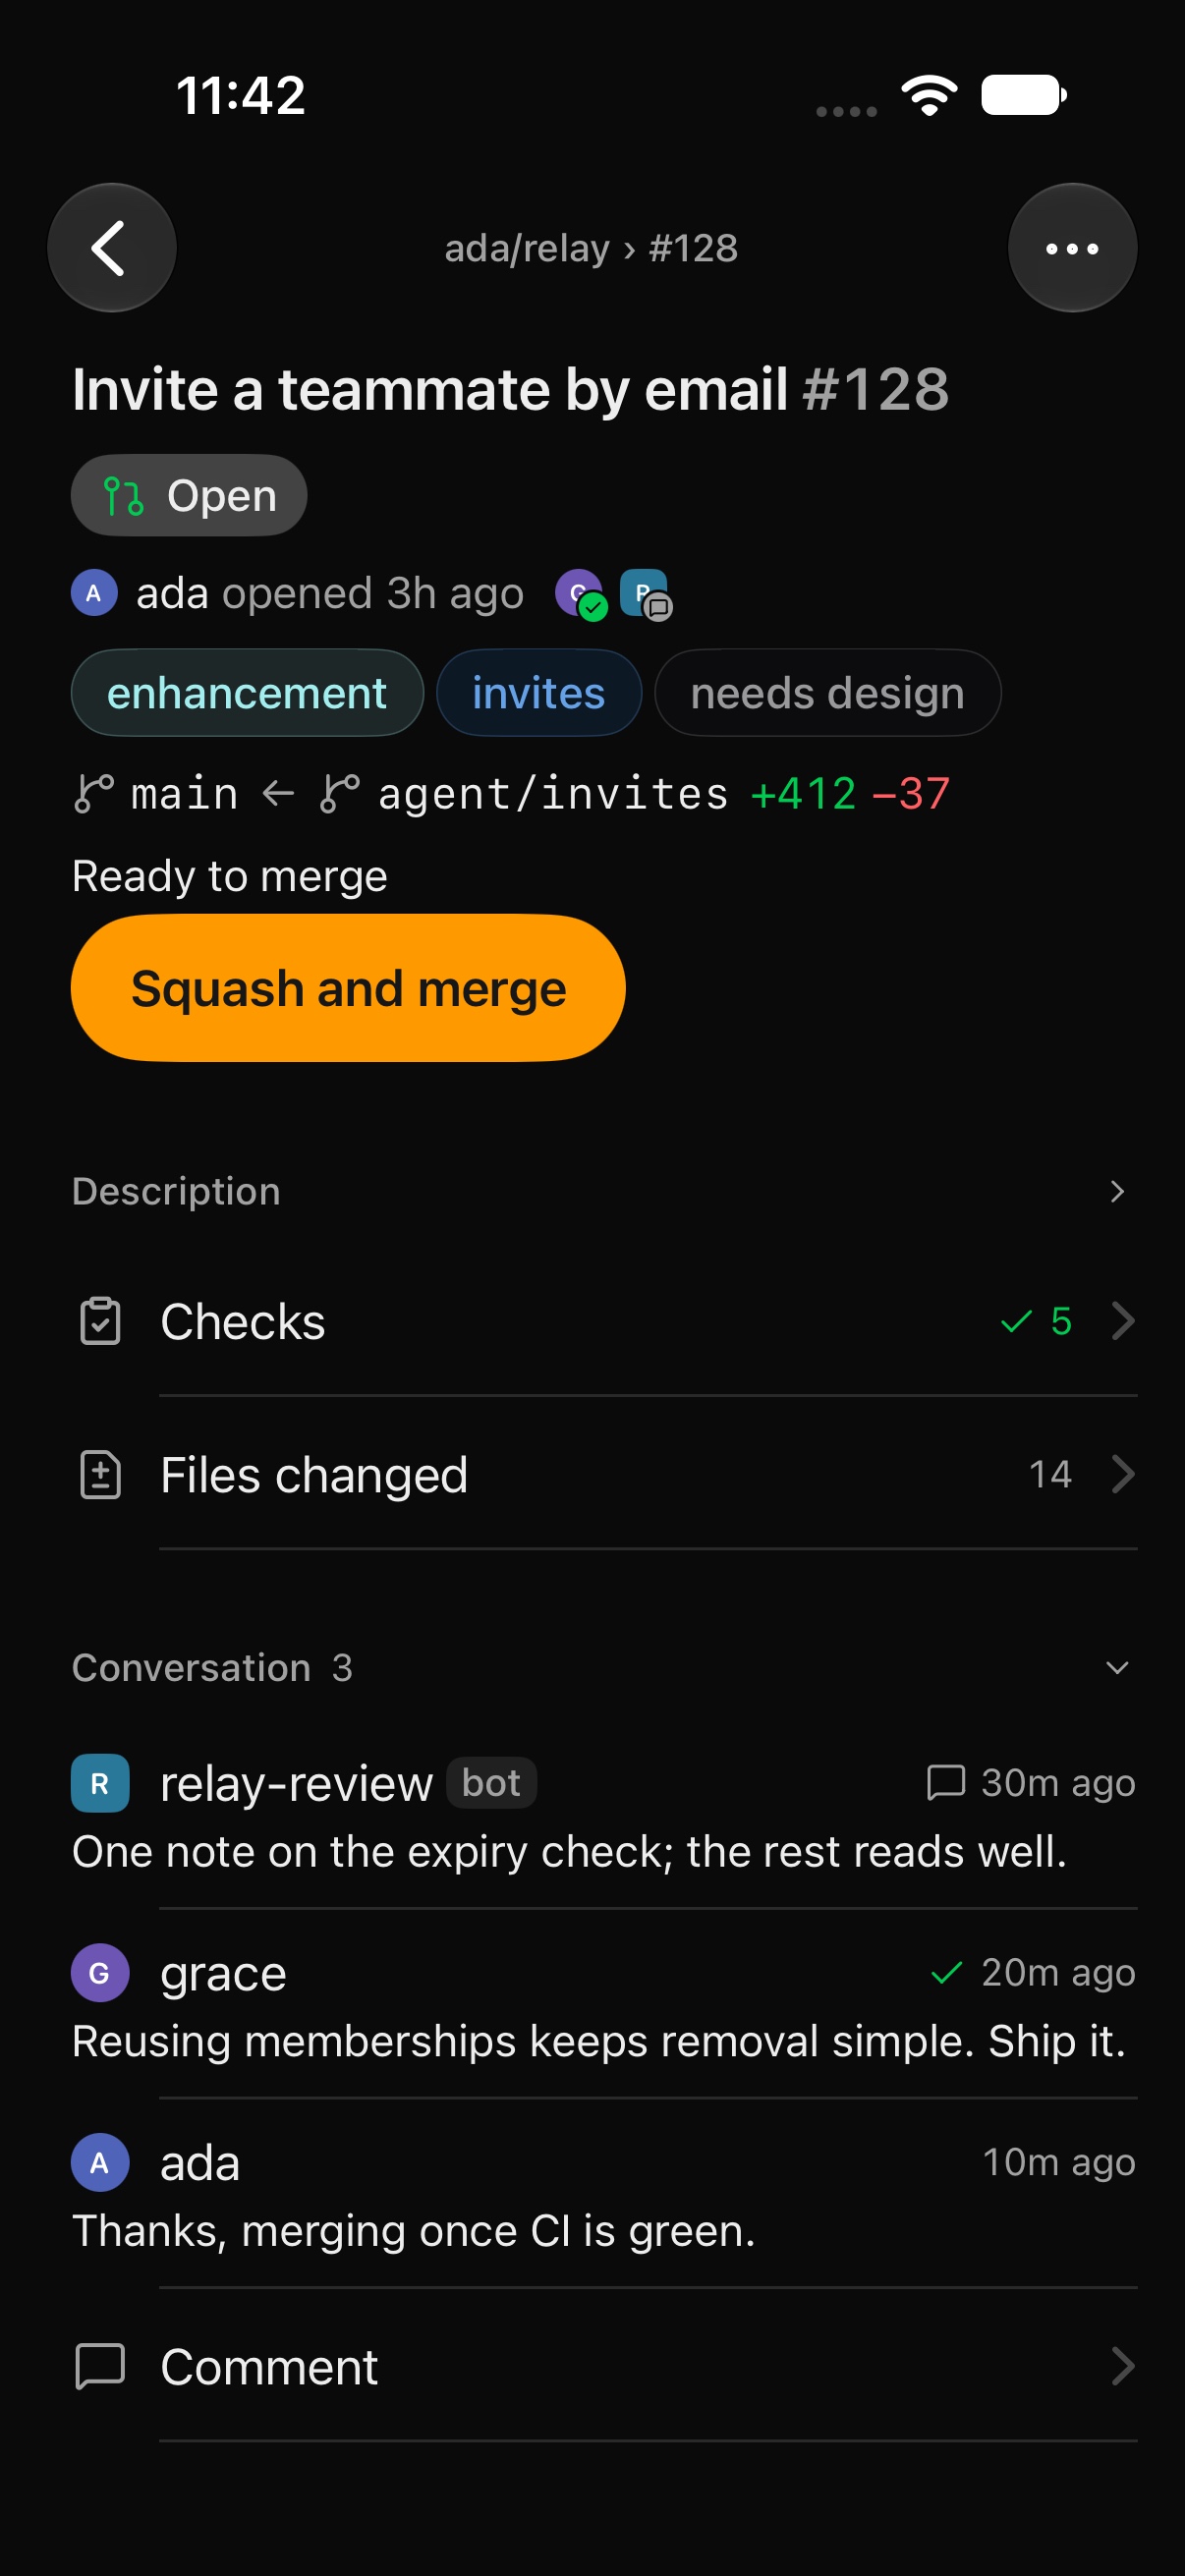 11:42
ada/relay › #128
Invite a teammate by email #128
Open
A ada opened 3h ago G R
enhancement invites needs design
main ← agent/invites +412 −37
Ready to merge
Squash and merge
Description
Checks 5
Files changed 14
Conversation 3
R relay-review bot 30m ago
One note on the expiry check; the rest reads well.
G grace 20m ago
Reusing memberships keeps removal simple. Ship it.
A ada 10m ago
Thanks, merging once CI is green.
Comment